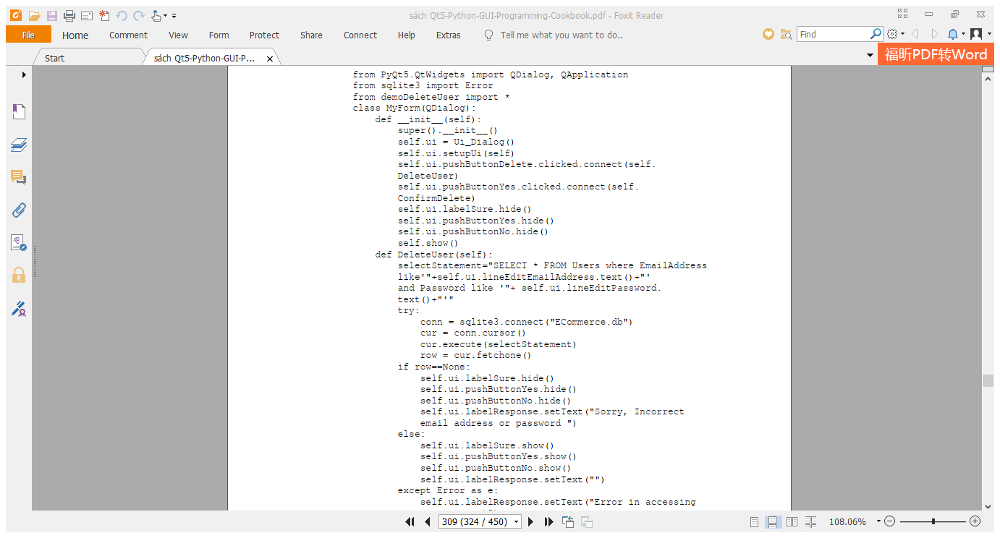 sách Qt5-Python-GUI-Programming-Cookbook.pdf - Foxit Reader
File Home Comment View Form Protect Share Connect Help Extras Tell me what you want to do.. Find
Start sách Qt5-Python-GUI-P... 福昕PDF转Word
from PyQt5.QtWidgets import QDialog, QApplication
from sqlite3 import Error
from demoDeleteUser import *
class MyForm(QDialog):
    def __init__(self):
        super().__init__()
        self.ui = Ui_Dialog()
        self.ui.setupUi(self)
        self.ui.pushButtonDelete.clicked.connect(self.
        DeleteUser)
        self.ui.pushButtonYes.clicked.connect(self.
        ConfirmDelete)
        self.ui.labelSure.hide()
        self.ui.pushButtonYes.hide()
        self.ui.pushButtonNo.hide()
        self.show()
    def DeleteUser(self):
        selectStatement="SELECT * FROM Users where EmailAddress
        like'"+self.ui.lineEditEmailAddress.text()+"'
        and Password like '"+ self.ui.lineEditPassword.
        text()+"'"
        try:
            conn = sqlite3.connect("ECommerce.db")
            cur = conn.cursor()
            cur.execute(selectStatement)
            row = cur.fetchone()
        if row==None:
            self.ui.labelSure.hide()
            self.ui.pushButtonYes.hide()
            self.ui.pushButtonNo.hide()
            self.ui.labelResponse.setText("Sorry, Incorrect
            email address or password ")
        else:
            self.ui.labelSure.show()
            self.ui.pushButtonYes.show()
            self.ui.pushButtonNo.show()
            self.ui.labelResponse.setText("")
        except Error as e:
            self.ui.labelResponse.setText("Error in accessing
309 (324 / 450) 108.06%